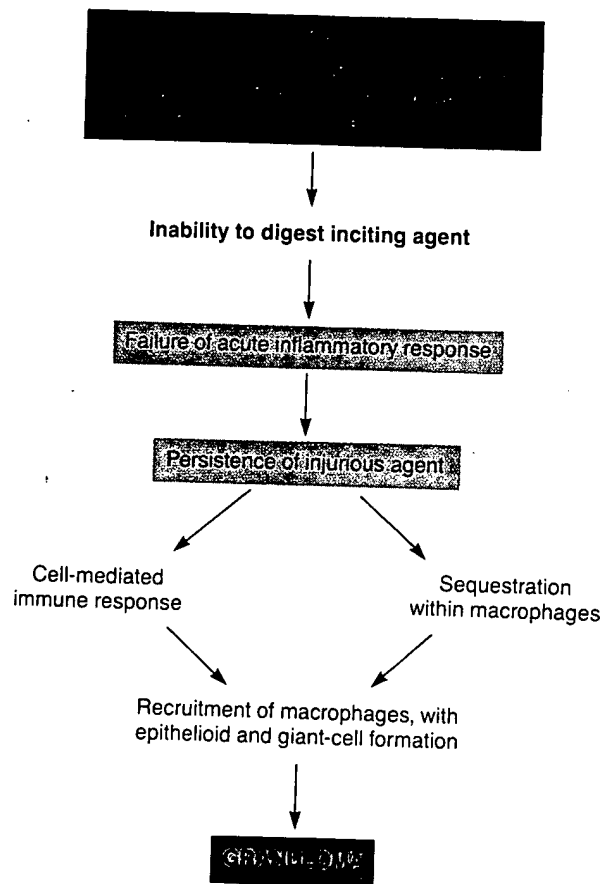 Inability to digest inciting agent
Failure of acute inflammatory response
Persistence of injurious agent
Cell-mediated
immune response
Sequestration
within macrophages
Recruitment of macrophages, with
epithelioid and giant-cell formation
GRANULOMA